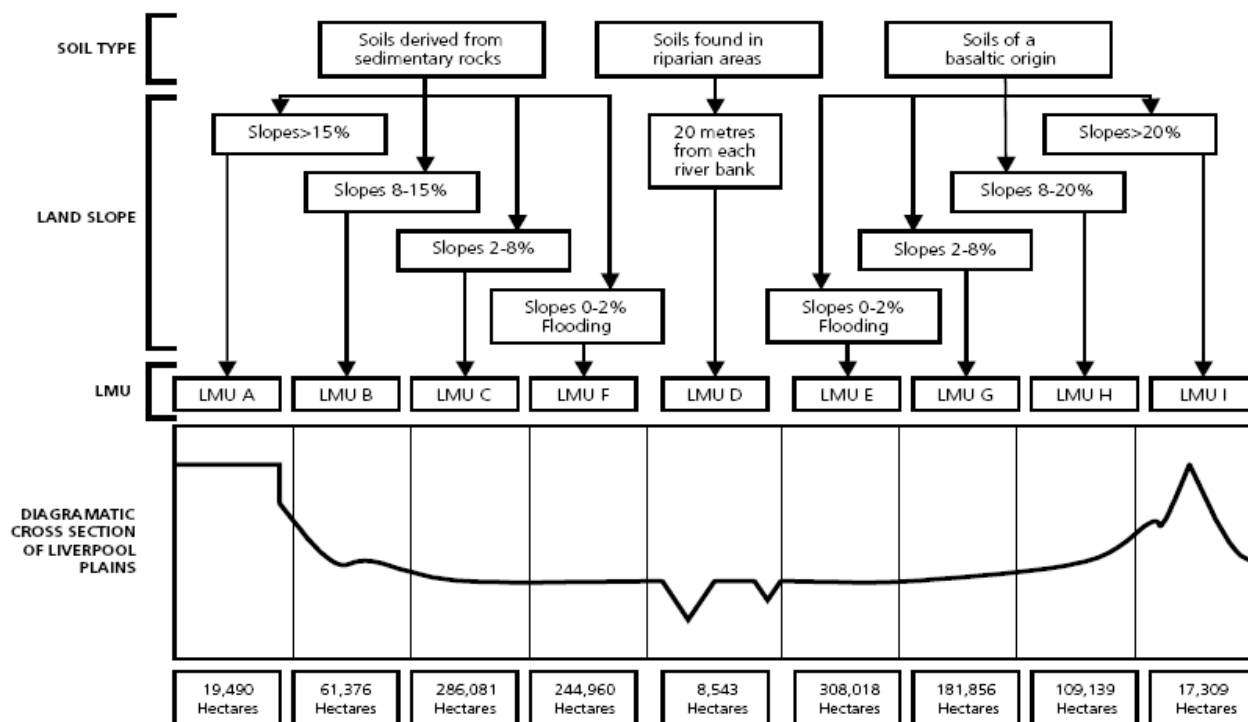 SOIL TYPE
Soils derived from
sedimentary rocks
Soils found in
riparian areas
Soils of a
basaltic origin
LAND SLOPE
Slopes>15%
20 metres
from each
river bank
Slopes>20%
Slopes 8-15%
Slopes 8-20%
Slopes 2-8%
Slopes 2-8%
Slopes 0-2%
Flooding
Slopes 0-2%
Flooding
LMU
LMU A
LMU B
LMU C
LMU F
LMU D
LMU E
LMU G
LMU H
LMU I
DIAGRAMATIC
CROSS SECTION
OF LIVERPOOL
PLAINS
19,490
Hectares
61,376
Hectares
286,081
Hectares
244,960
Hectares
8,543
Hectares
308,018
Hectares
181,856
Hectares
109,139
Hectares
17,309
Hectares